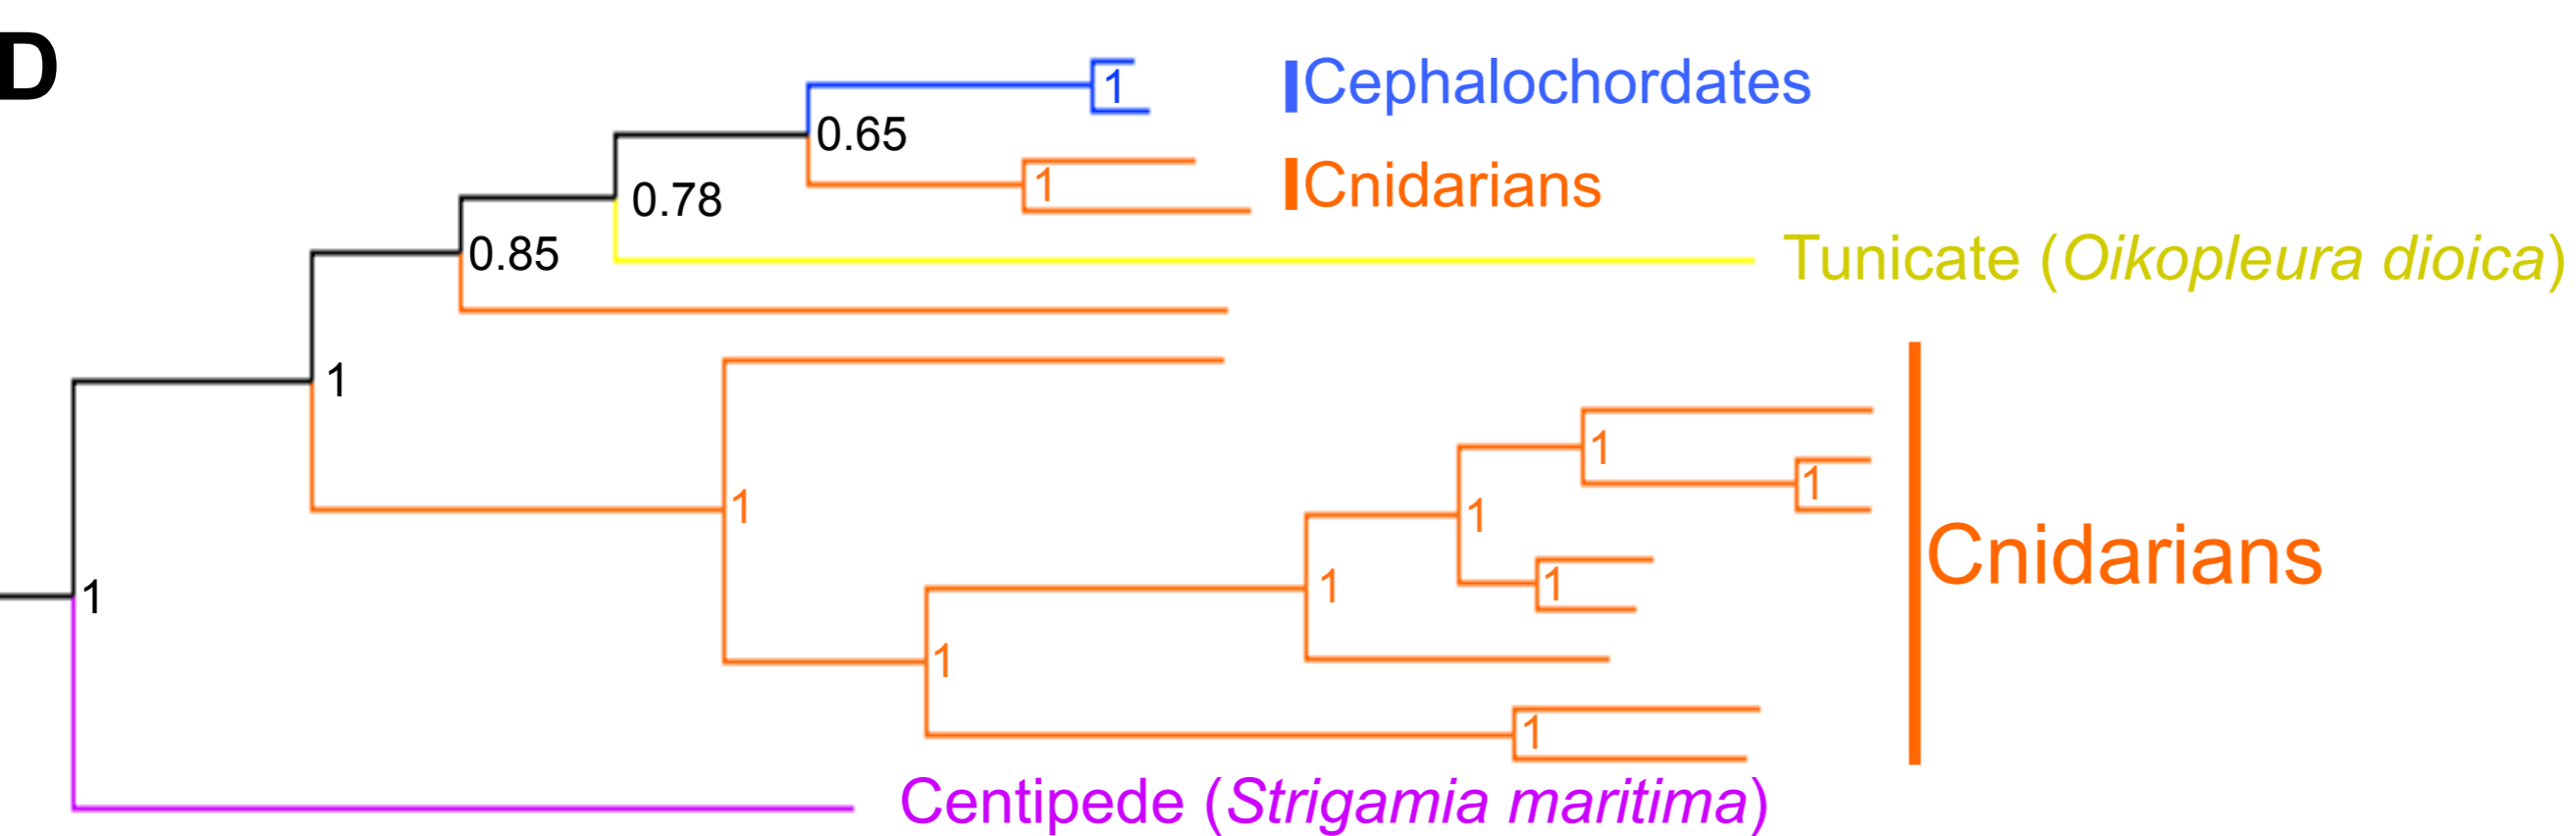 D
1
Cephalochordates
0.65
1
Cnidarians
0.78
Tunicate (Oikopleura dioica)
0.85
1
1
1
1
1
1
Cnidarians
1
1
1
1
1
Centipede (Strigamia maritima)